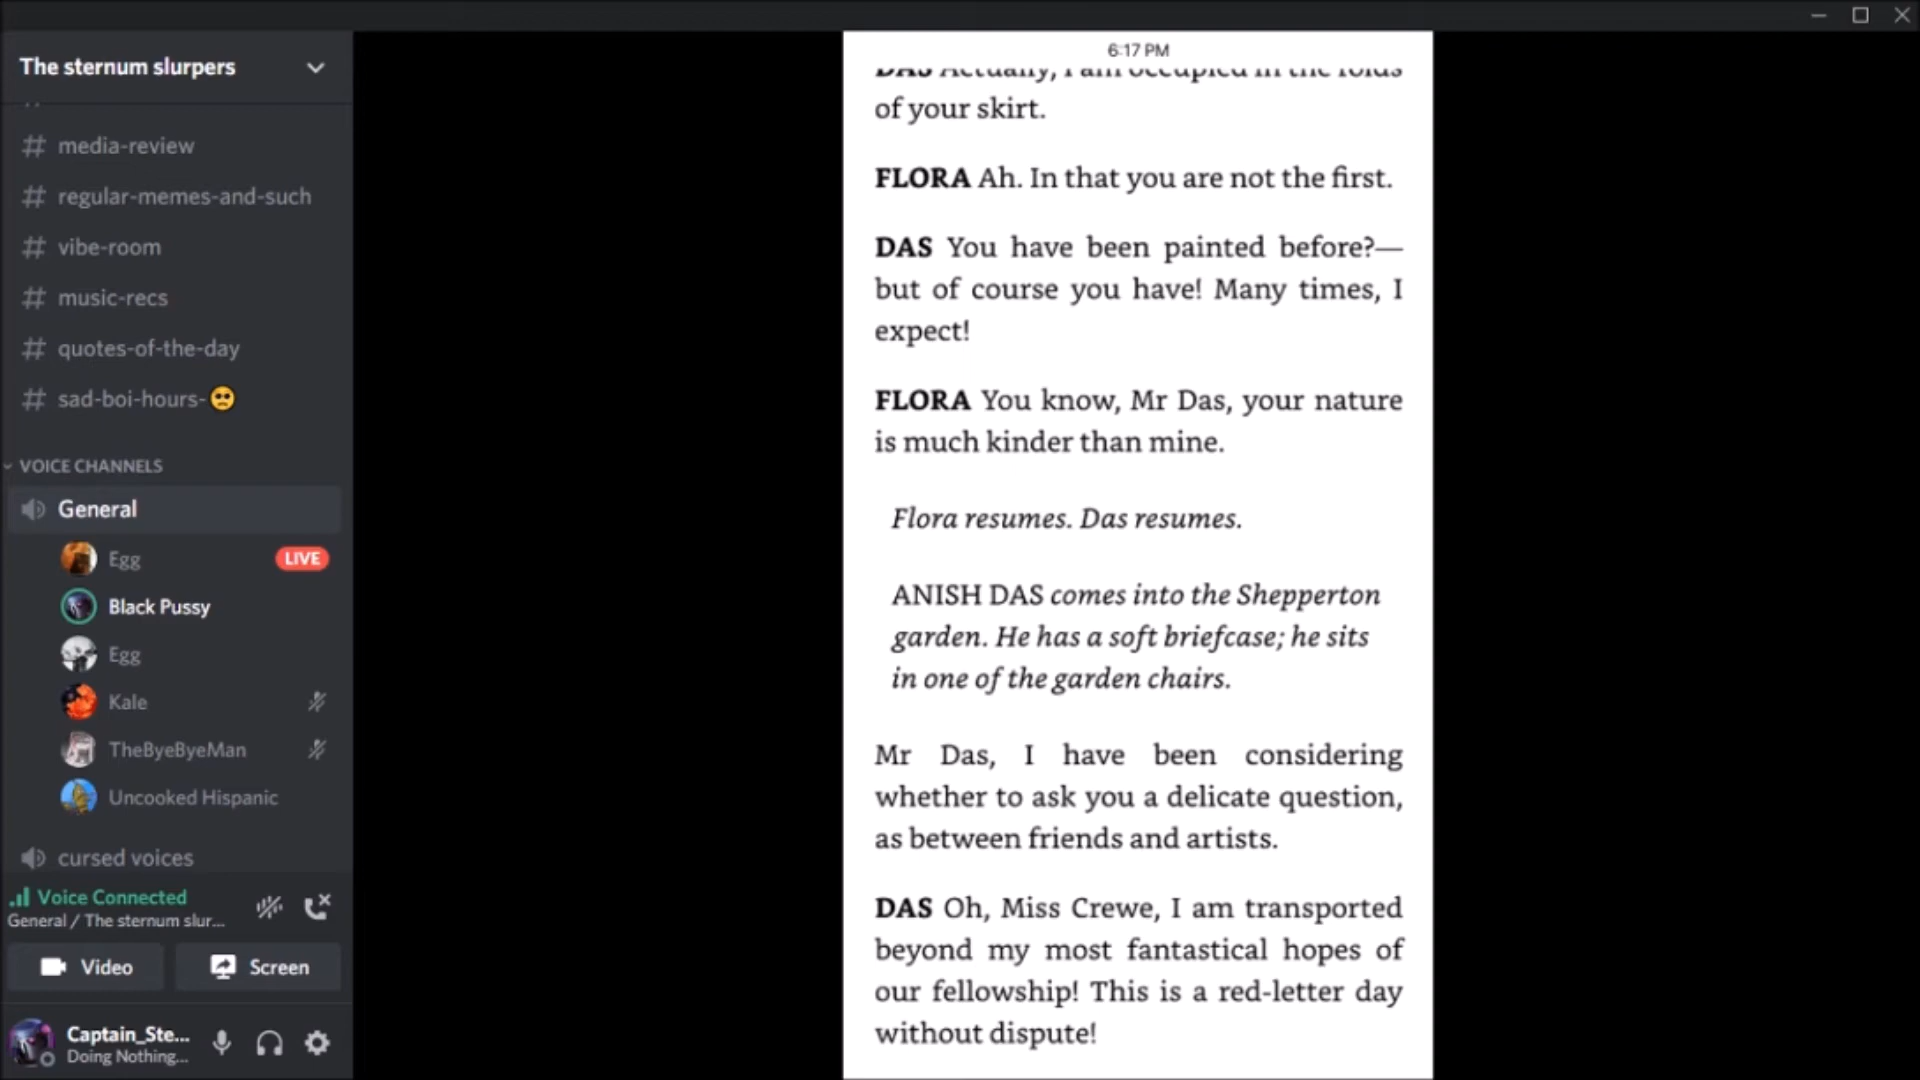 The sternum slurpers
# media-review
# regular-memes-and-such
# vibe-room
# music-recs
# quotes-of-the-day
# sad-boi-hours-🥺
VOICE CHANNELS
General
Egg LIVE
Black Pussy
Egg
Kale
TheByeByeMan
Uncooked Hispanic
cursed voices
Voice Connected
General / The sternum slur...
Video Screen
Captain_Ste...
Doing Nothing...
6:17 PM
DAS Actually, I am occupied in the folds
of your skirt.
FLORA Ah. In that you are not the first.
DAS You have been painted before?—
but of course you have! Many times, I
expect!
FLORA You know, Mr Das, your nature
is much kinder than mine.
Flora resumes. Das resumes.
ANISH DAS comes into the Shepperton
garden. He has a soft briefcase; he sits
in one of the garden chairs.
Mr Das, I have been considering
whether to ask you a delicate question,
as between friends and artists.
DAS Oh, Miss Crewe, I am transported
beyond my most fantastical hopes of
our fellowship! This is a red-letter day
without dispute!